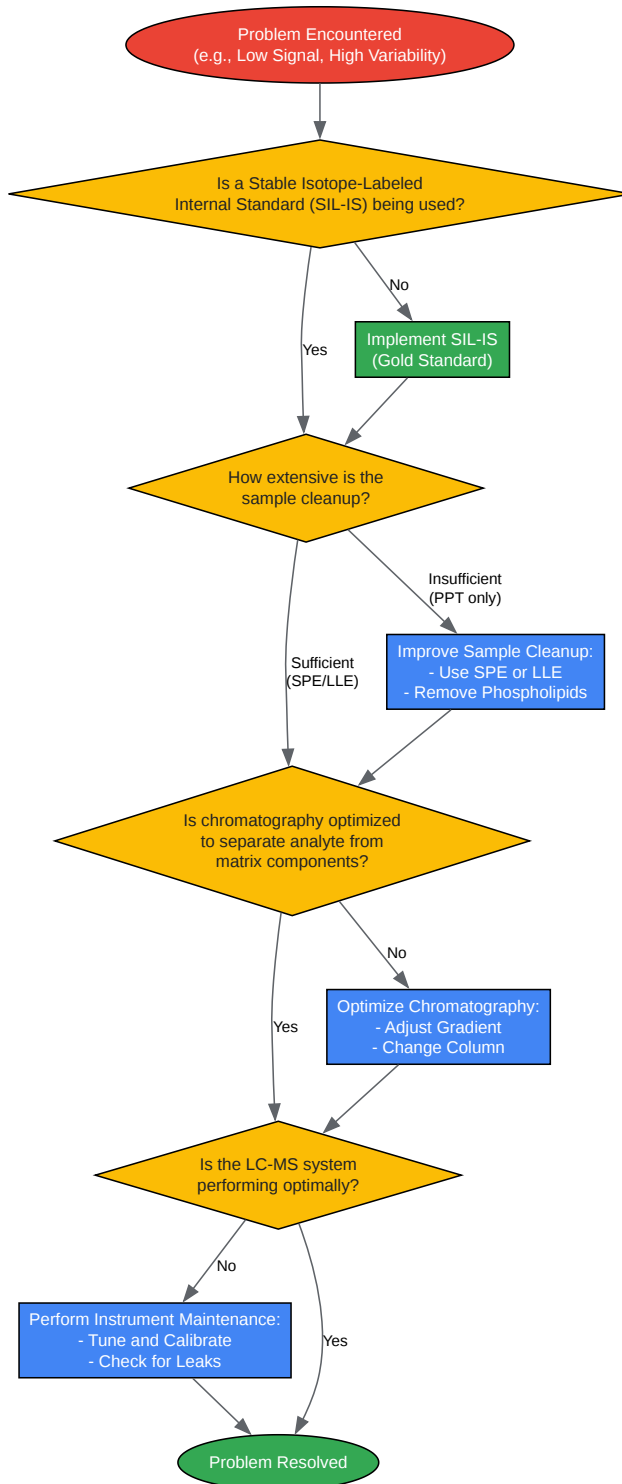 Problem Encountered
(e.g., Low Signal, High Variability)
Is a Stable Isotope-Labeled
Internal Standard (SIL-IS) being used?
No
Yes
Implement SIL-IS
(Gold Standard)
How extensive is the
sample cleanup?
Insufficient
(PPT only)
Sufficient
(SPE/LLE)
Improve Sample Cleanup:
- Use SPE or LLE
- Remove Phospholipids
Is chromatography optimized
to separate analyte from
matrix components?
No
Yes
Optimize Chromatography:
- Adjust Gradient
- Change Column
Is the LC-MS system
performing optimally?
No
Yes
Perform Instrument Maintenance:
- Tune and Calibrate
- Check for Leaks
Problem Resolved